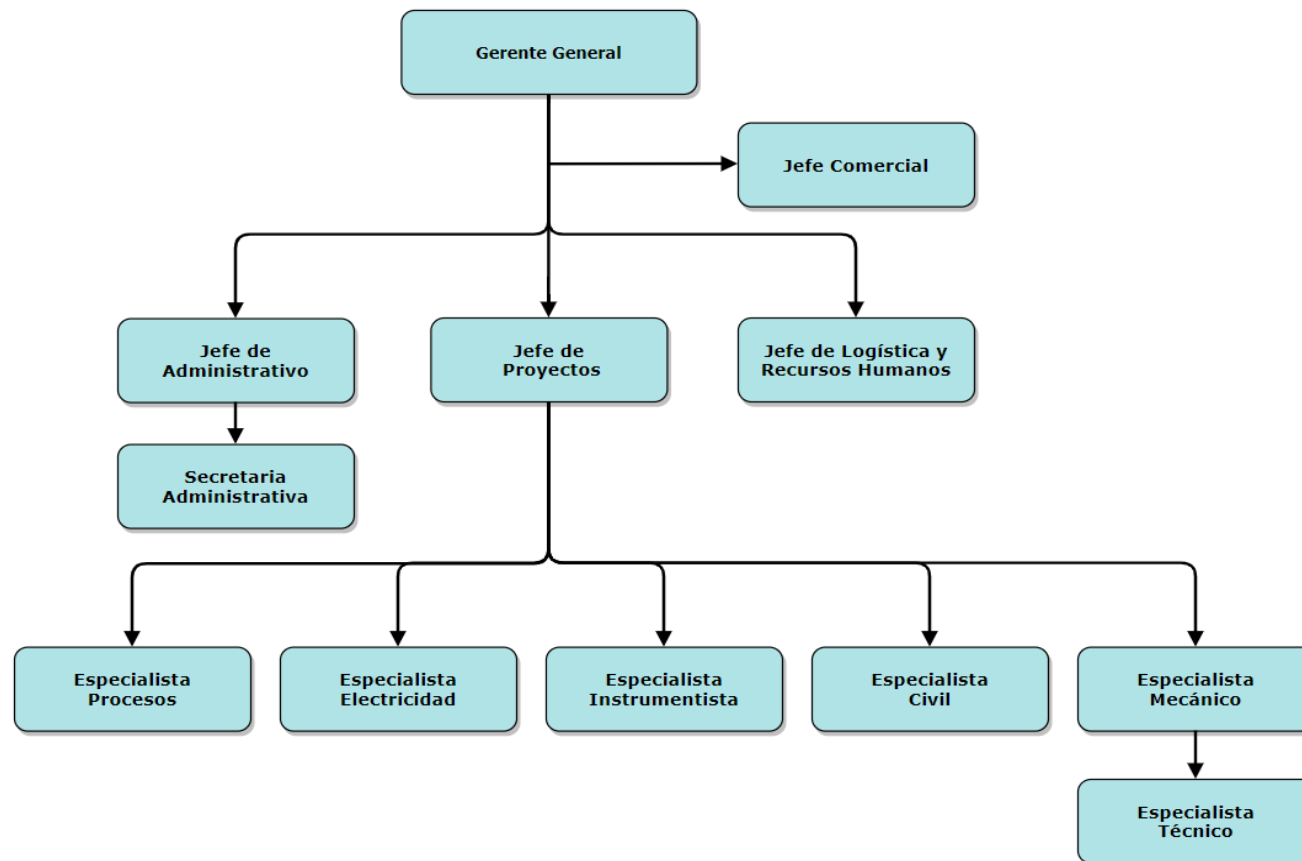 Gerente General
Jefe Comercial
Jefe de
Administrativo
Jefe de
Proyectos
Jefe de Logística y
Recursos Humanos
Secretaria
Administrativa
Especialista
Procesos
Especialista
Electricidad
Especialista
Instrumentista
Especialista
Civil
Especialista
Mecánico
Especialista
Técnico